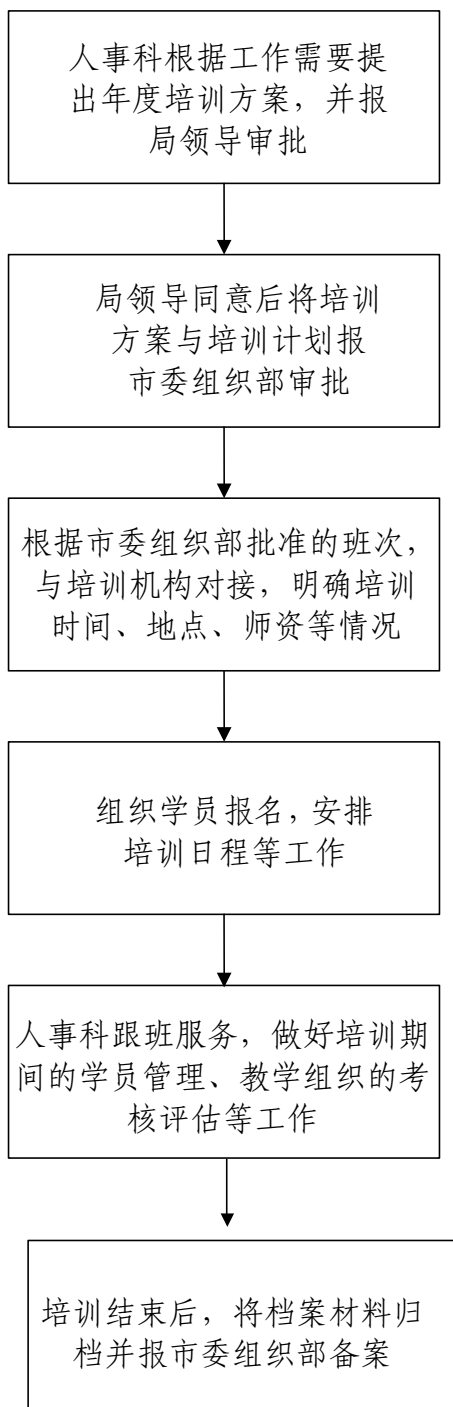 人事科根据工作需要提
出年度培训方案，并报
局领导审批
局领导同意后将培训
方案与培训计划报
市委组织部审批
根据市委组织部批准的班次，
与培训机构对接，明确培训
时间、地点、师资等情况
组织学员报名，安排
培训日程等工作
人事科跟班服务，做好培训期
间的学员管理、教学组织的考
核评估等工作
培训结束后，将档案材料归
档并报市委组织部备案